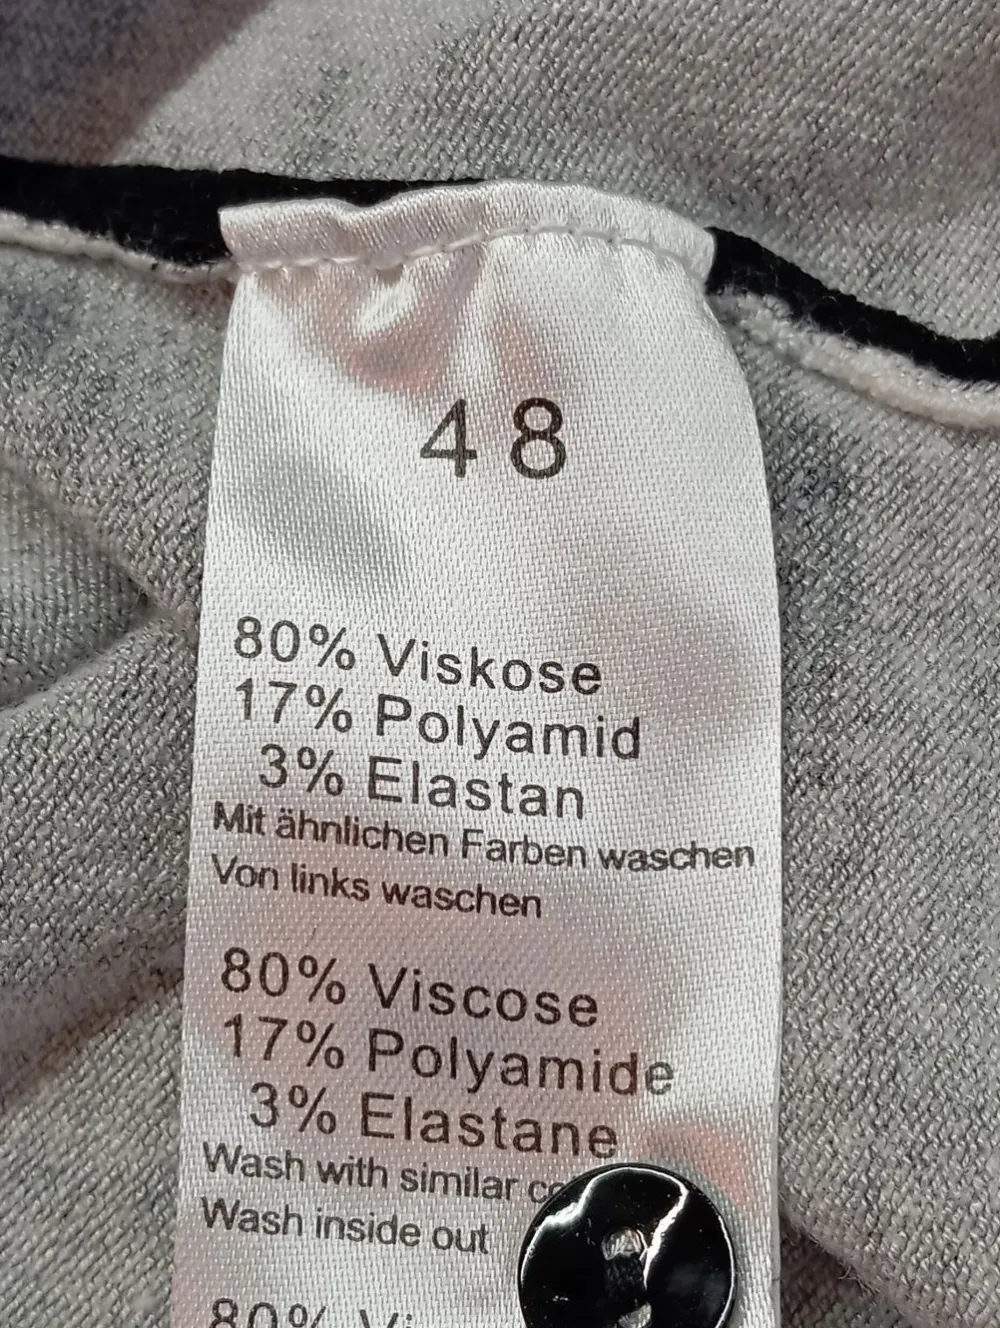 48
80% Viskose
17% Polyamid
3% Elastan
Mit ähnlichen Farben waschen
Von links waschen
80% Viscose
17% Polyamide
3% Elastane
Wash with similar
Wash inside out
80%